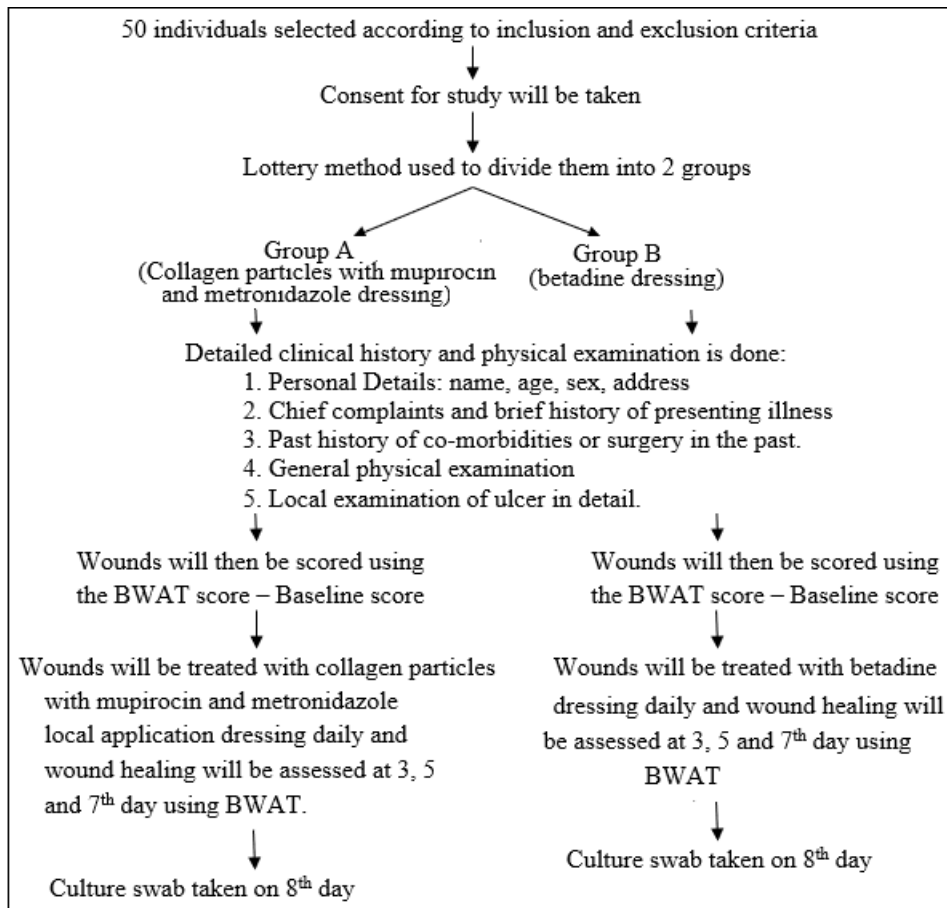 50 individuals selected according to inclusion and exclusion criteria
Consent for study will be taken
Lottery method used to divide them into 2 groups
Group A
(Collagen particles with mupirocin
and metronidazole dressing)
Group B
(betadine dressing)
Detailed clinical history and physical examination is done:
1. Personal Details: name, age, sex, address
2. Chief complaints and brief history of presenting illness
3. Past history of co-morbidities or surgery in the past.
4. General physical examination
5. Local examination of ulcer in detail.
Wounds will then be scored using
the BWAT score – Baseline score
Wounds will then be scored using
the BWAT score – Baseline score
Wounds will be treated with collagen particles
with mupirocin and metronidazole
local application dressing daily and
wound healing will be assessed at 3, 5
and 7th day using BWAT.
Wounds will be treated with betadine
dressing daily and wound healing will
be assessed at 3, 5 and 7th day using
BWAT
Culture swab taken on 8th day
Culture swab taken on 8th day